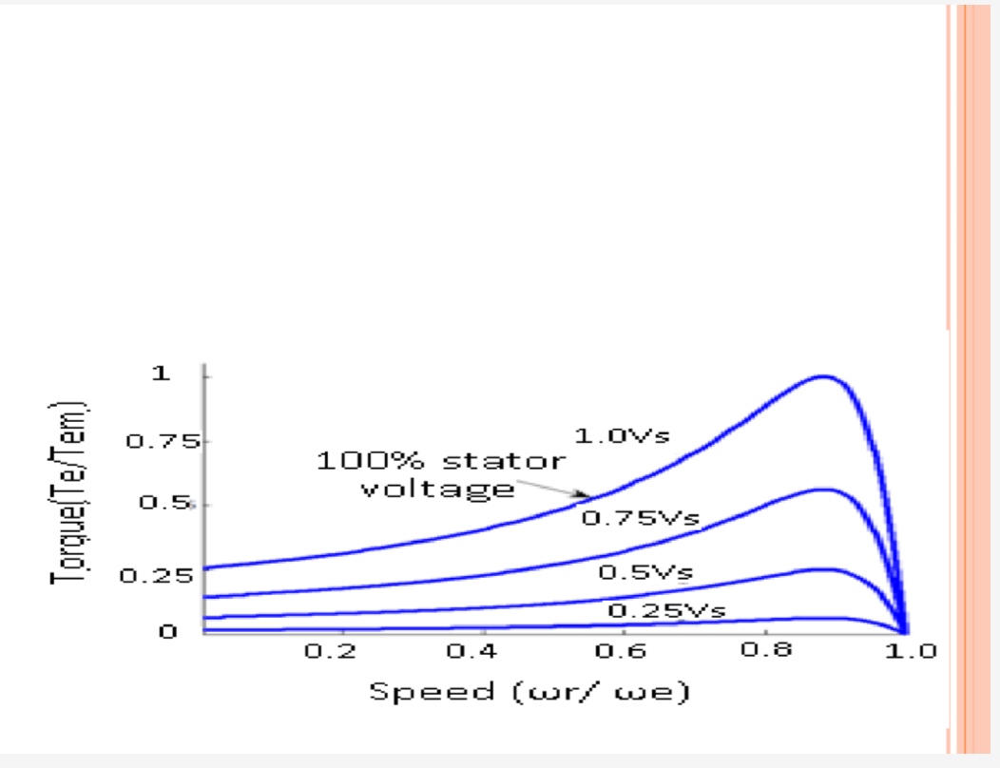 1
0.75
0.5
0.25
0
Torque(Te/Tem)
1.0Vs
100% stator
voltage
0.75Vs
0.5Vs
0.25Vs
0.2
0.4
0.6
0.8
1.0
Speed (ωr/ ωe)